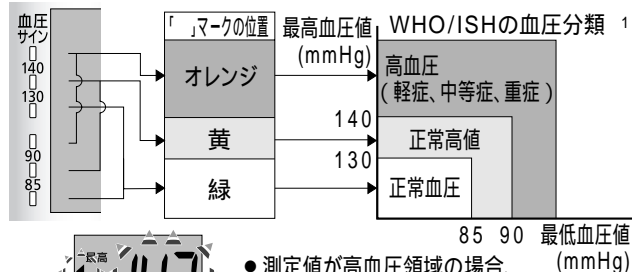 血圧
サイン
140
130
90
85
「 」マークの位置
オレンジ
黄
緑
最高血圧値
(mmHg)
140
130
WHO/ISHの血圧分類 1
高血圧
(軽症、中等症、重症)
正常高値
正常血圧
85 90 最低血圧値
(mmHg)
最高
●測定値が高血圧領域の場合、